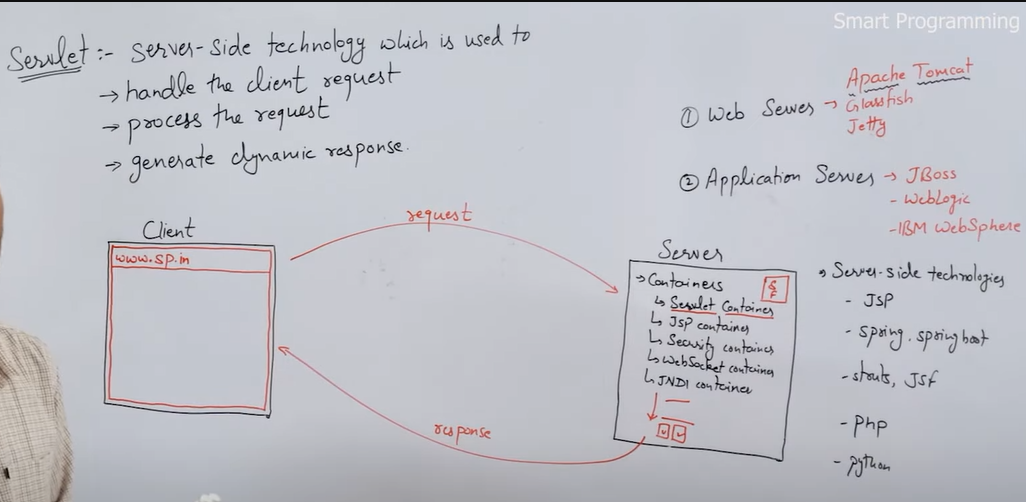 Smart Programming
Servlet :- server-side technology which is used to
→ handle the client request
→ process the request
→ generate dynamic response.
① Web Server → Apache Tomcat
Glassfish
Jetty
② Application Server → JBoss
- WebLogic
- IBM WebSphere
Client
www.sp.in
request
response
Server
→ Containers
↳ Servlet Container
↳ JSP container
↳ Security container
↳ WebSocket container
↳ JNDI container
S
F
Server-side technologies
- JSP
- spring, spring boot
- struts, JSf
- Php
- python